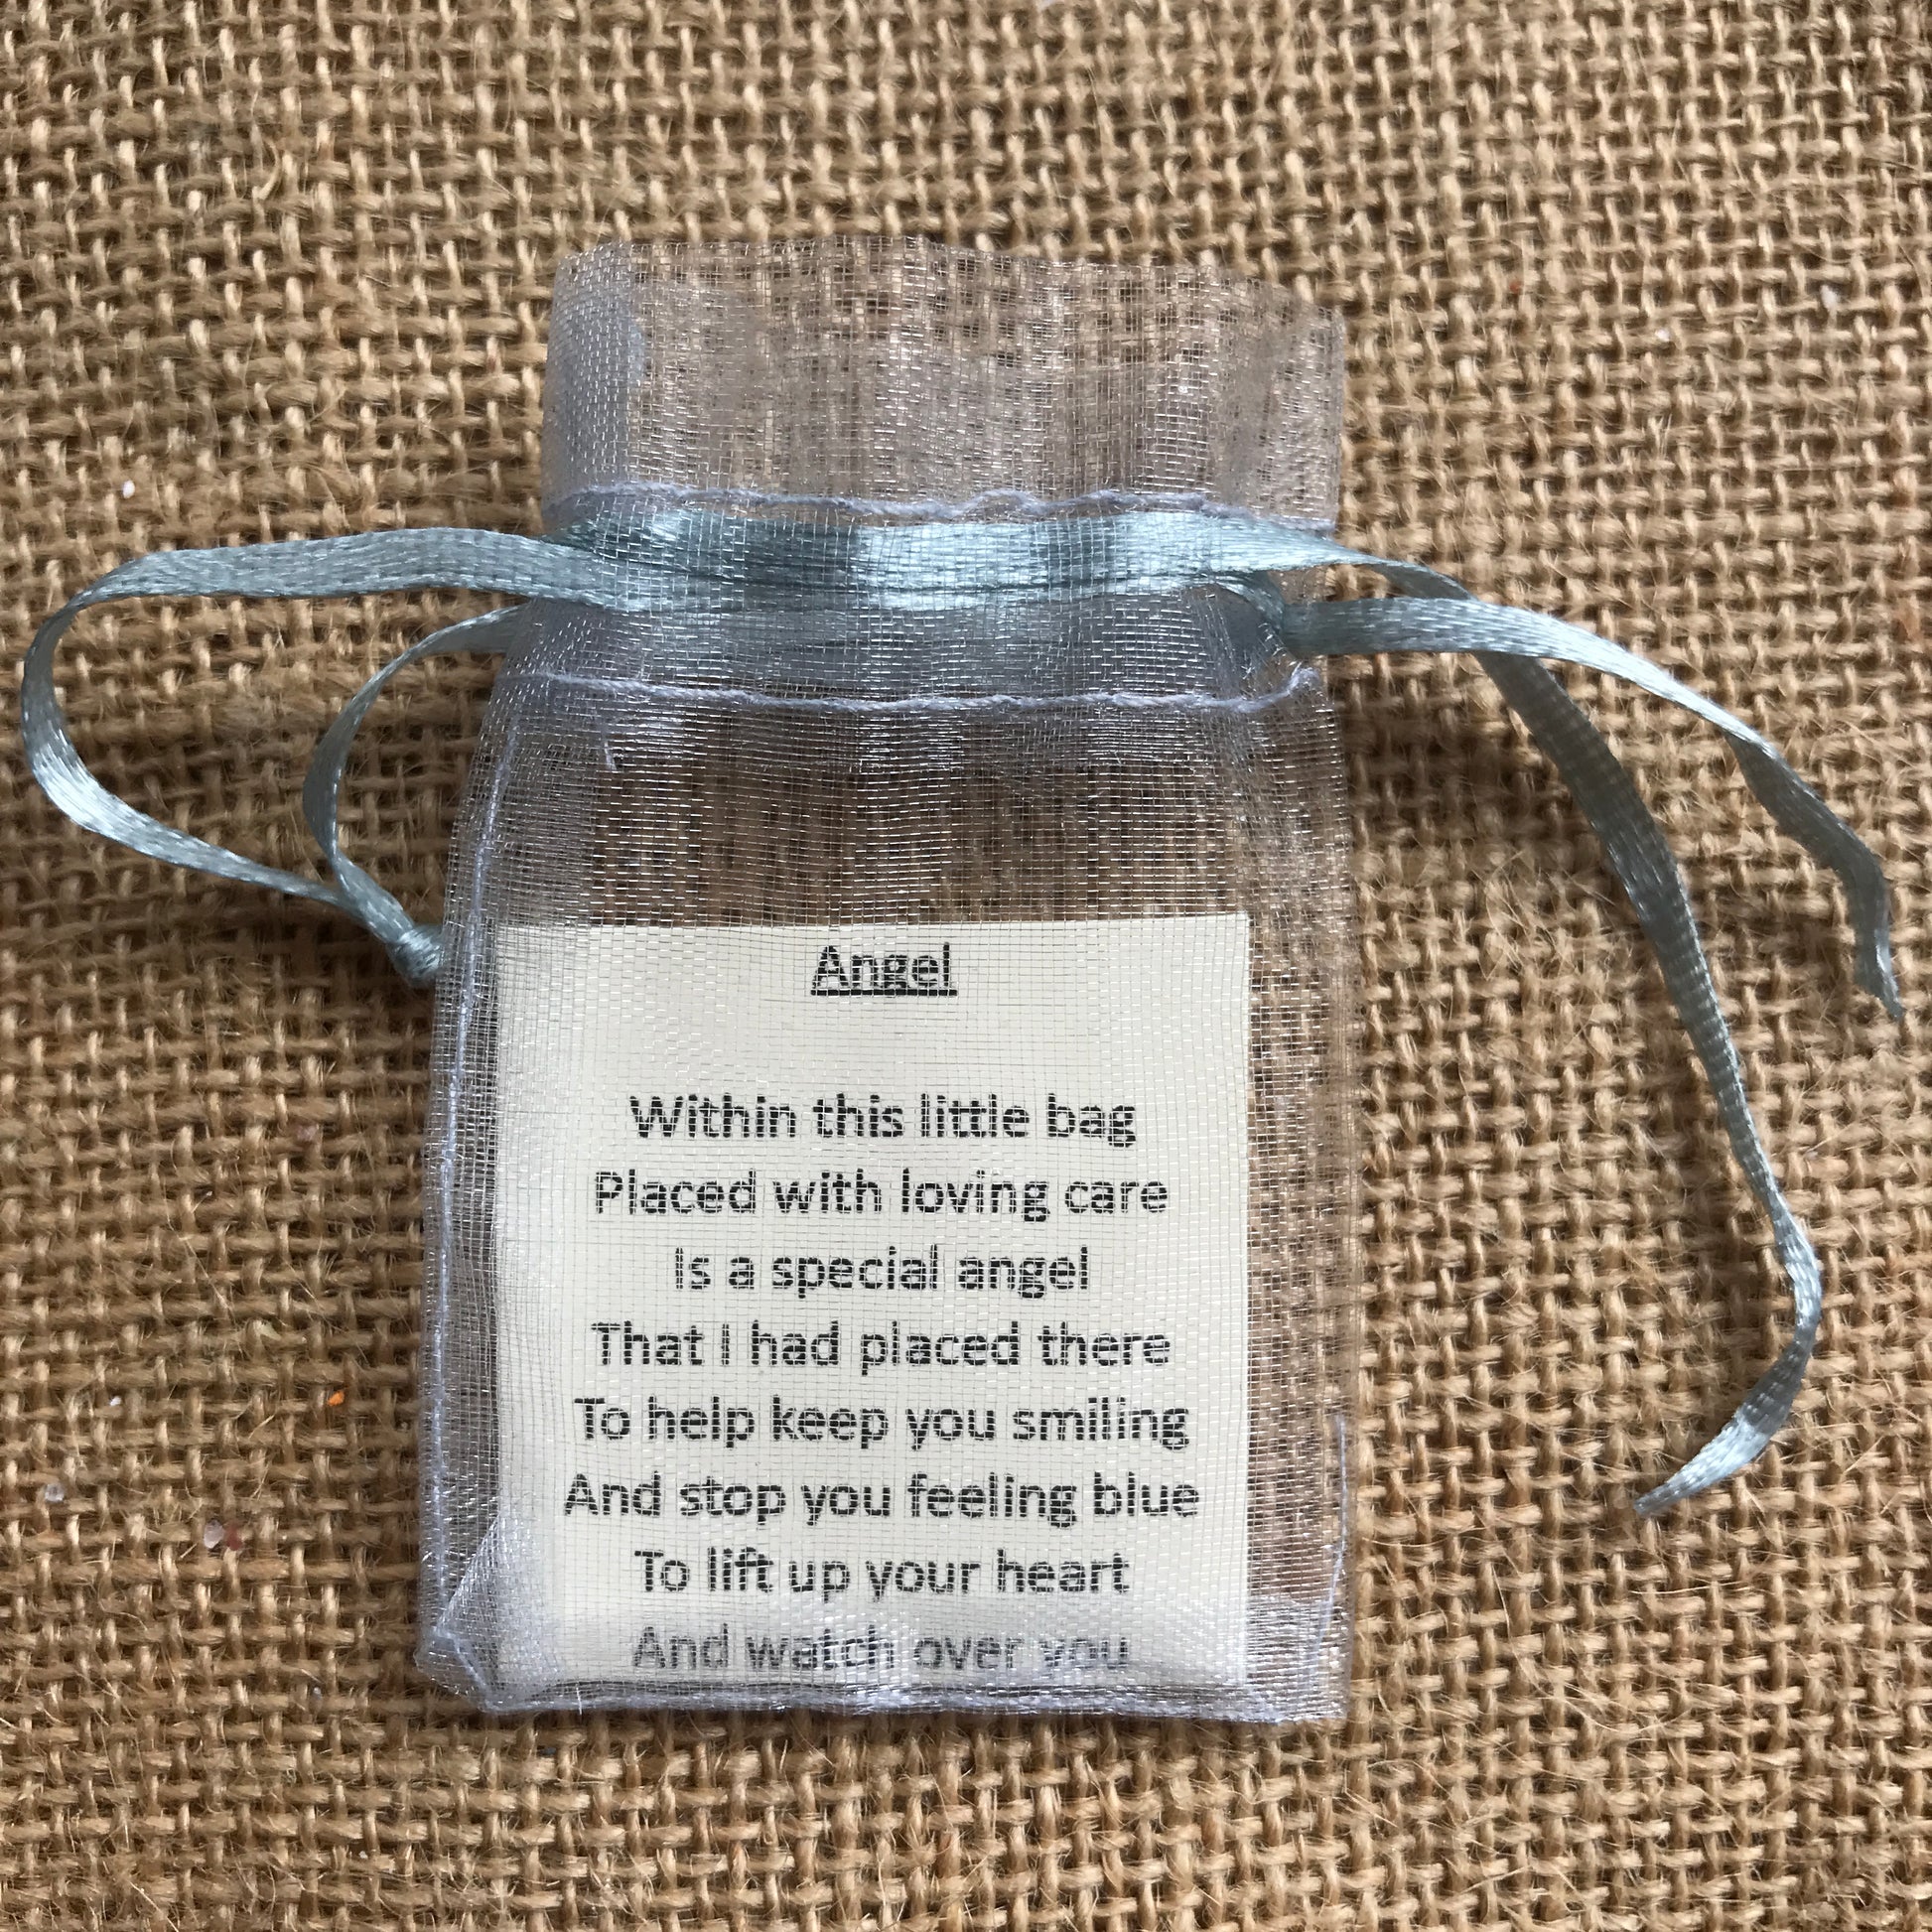 Angel
Within this little bag
Placed with loving care
Is a special angel
That I had placed there
To help keep you smiling
And stop you feeling blue
To lift up your heart
And watch over you